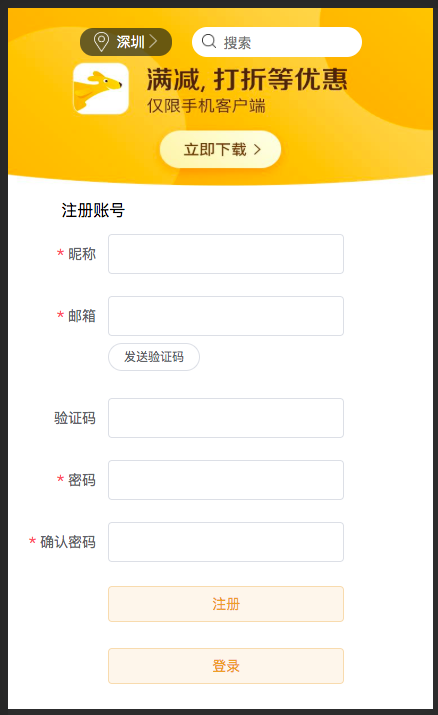 深圳 搜索
满减, 打折等优惠
仅限手机客户端
立即下载
注册账号
* 昵称
* 邮箱
发送验证码
验证码
* 密码
* 确认密码
注册
登录